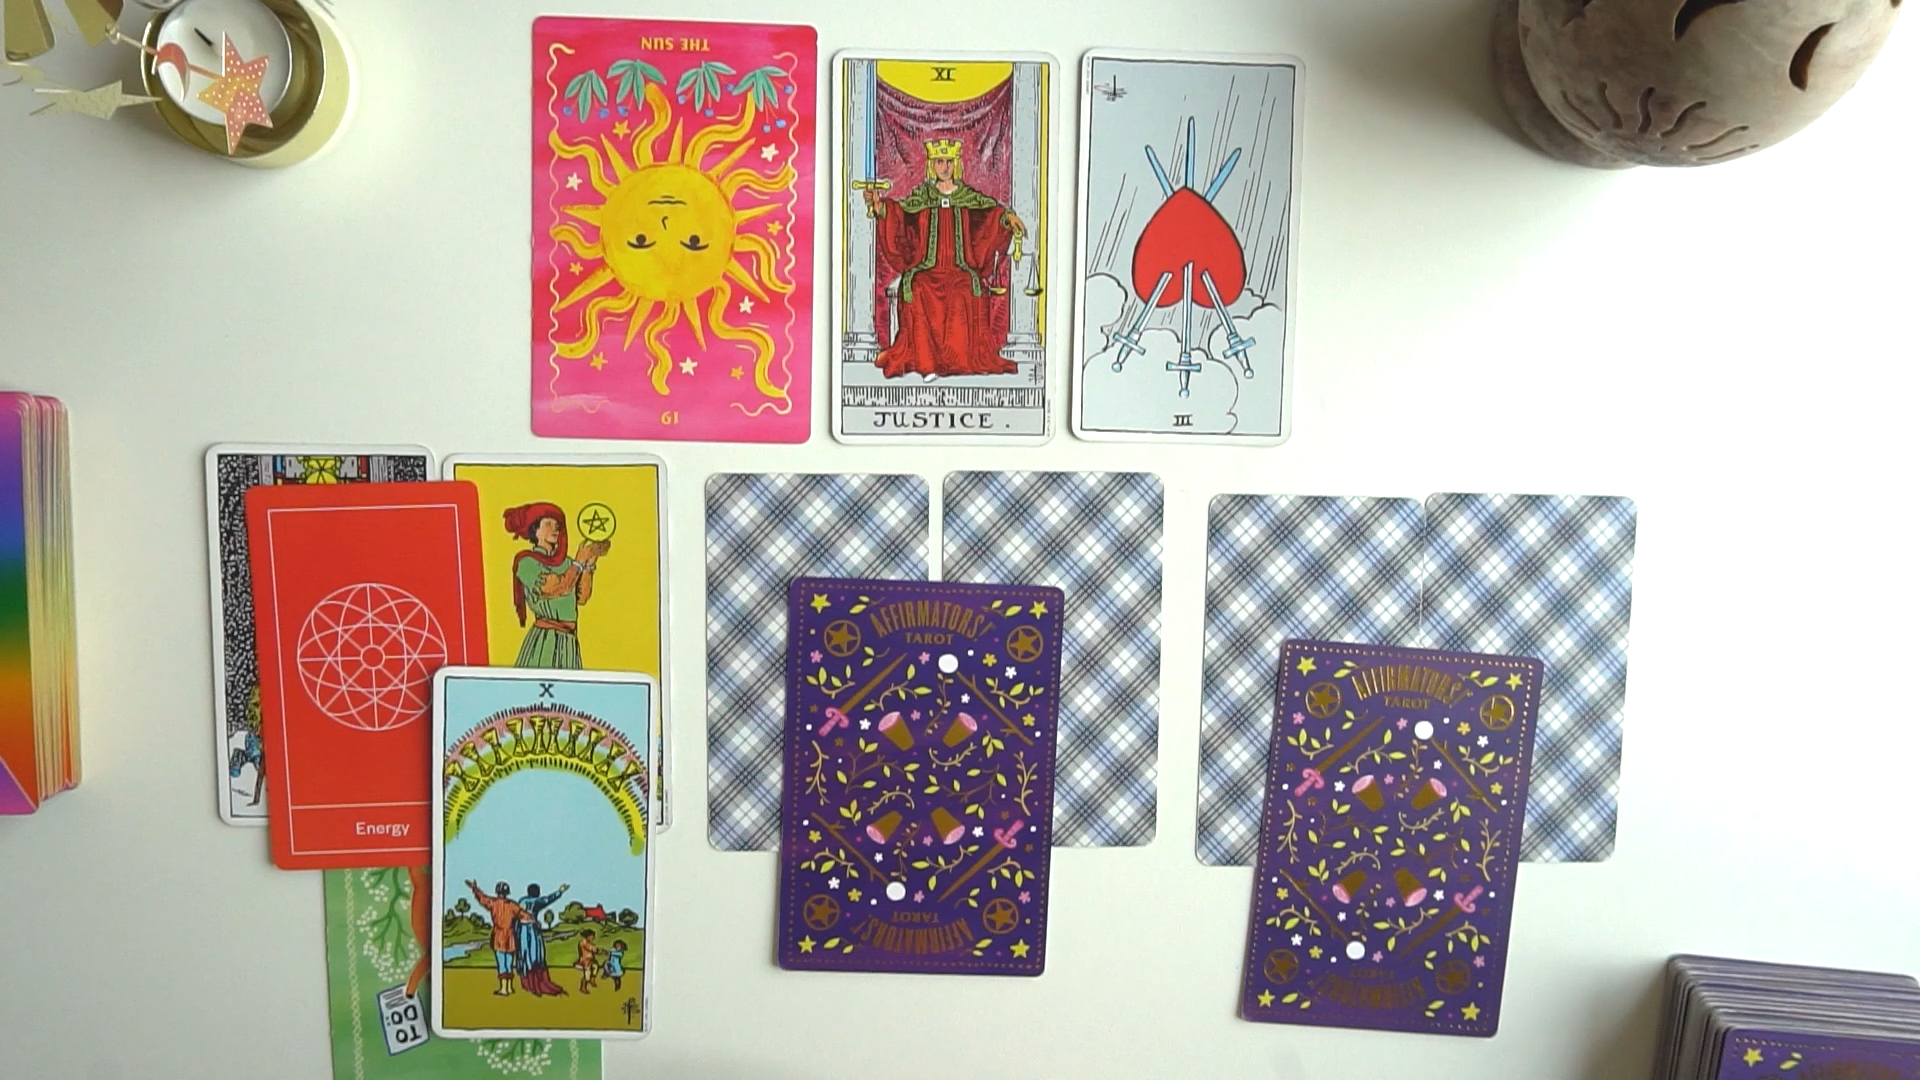 THE SUN
19
XI
JUSTICE.
III
Energy
X
TO
DO:
AFFIRMATORS!
TAROT
AFFIRMATORS!
TAROT
AFFIRMATORS!
TAROT
AFFIRMATORS!
TAROT